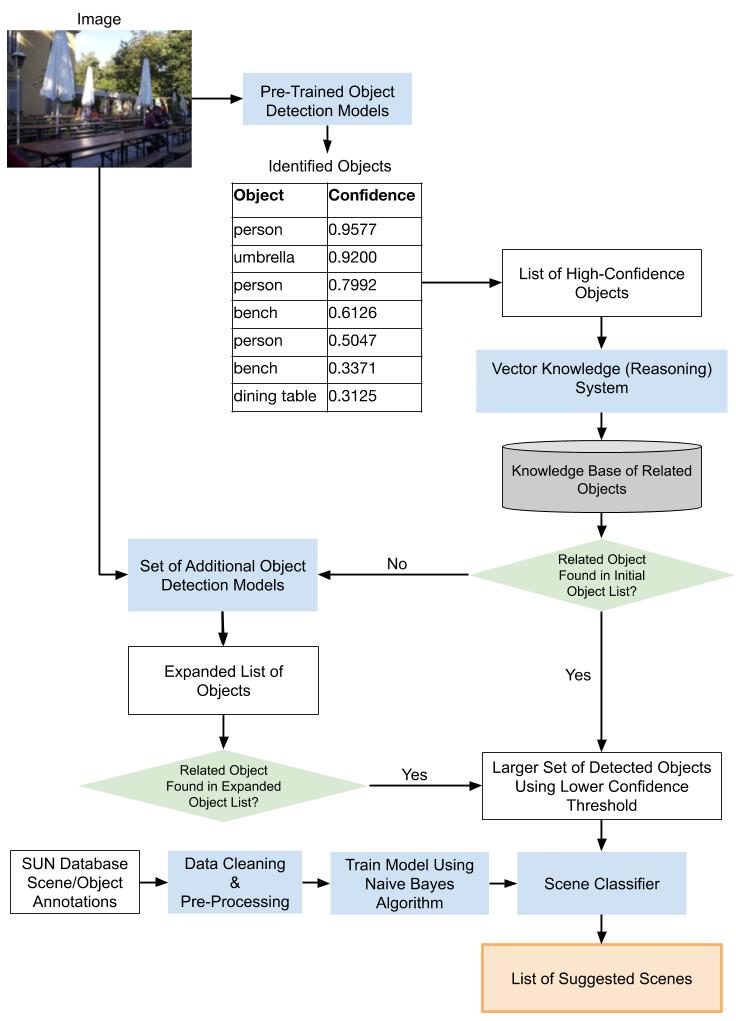 Image
Pre-Trained Object
Detection Models
Identified Objects
Object Confidence
person 0.9577
umbrella 0.9200
person 0.7992
bench 0.6126
person 0.5047
bench 0.3371
dining table 0.3125
List of High-Confidence
Objects
Vector Knowledge (Reasoning)
System
Knowledge Base of Related
Objects
Related Object
Found in Initial
Object List?
No
Set of Additional Object
Detection Models
Expanded List of
Objects
Yes
Related Object
Found in Expanded
Object List?
Yes
Larger Set of Detected Objects
Using Lower Confidence
Threshold
SUN Database
Scene/Object
Annotations
Data Cleaning
&
Pre-Processing
Train Model Using
Naive Bayes
Algorithm
Scene Classifier
List of Suggested Scenes